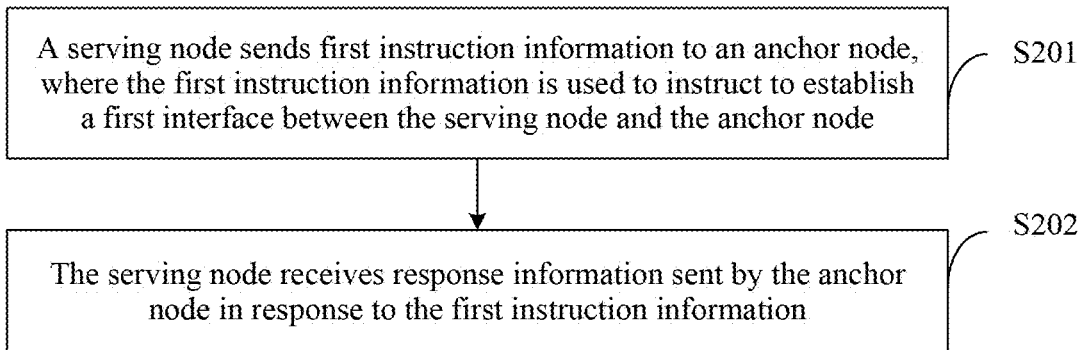 A serving node sends first instruction information to an anchor node,
where the first instruction information is used to instruct to establish
a first interface between the serving node and the anchor node
S201
S202
The serving node receives response information sent by the anchor
node in response to the first instruction information